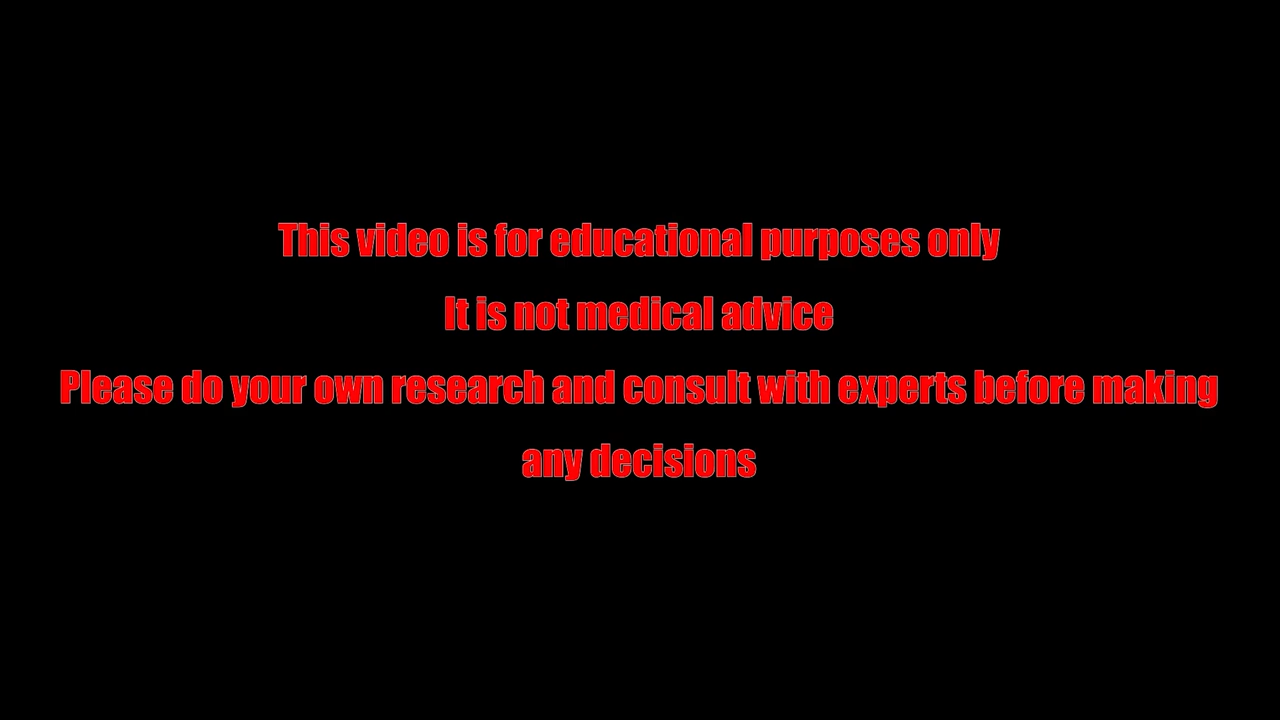 This video is for educational purposes only
It is not medical advice
Please do your own research and consult with experts before making
any decisions